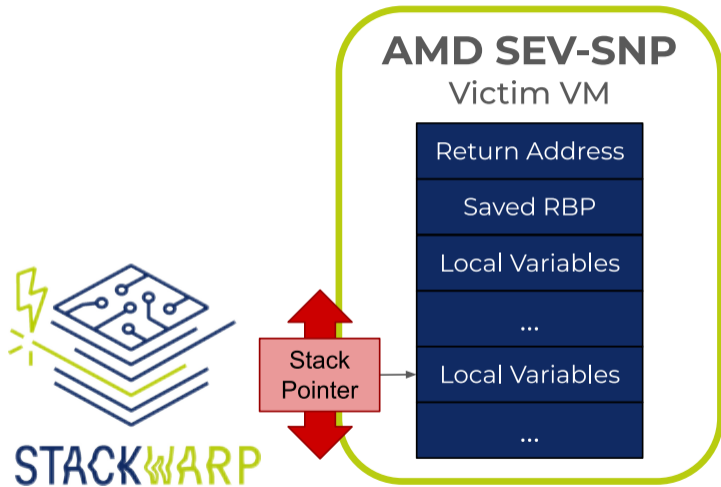 AMD SEV-SNP
Victim VM
Return Address
Saved RBP
Local Variables
...
Stack
Pointer
Local Variables
...
STACKWARP